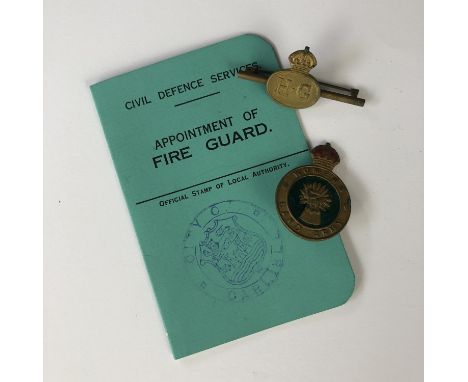 CIVIL DEFENCE SERVICES.
APPOINTMENT OF
FIRE GUARD.
OFFICIAL STAMP OF LOCAL AUTHORITY.
H·G